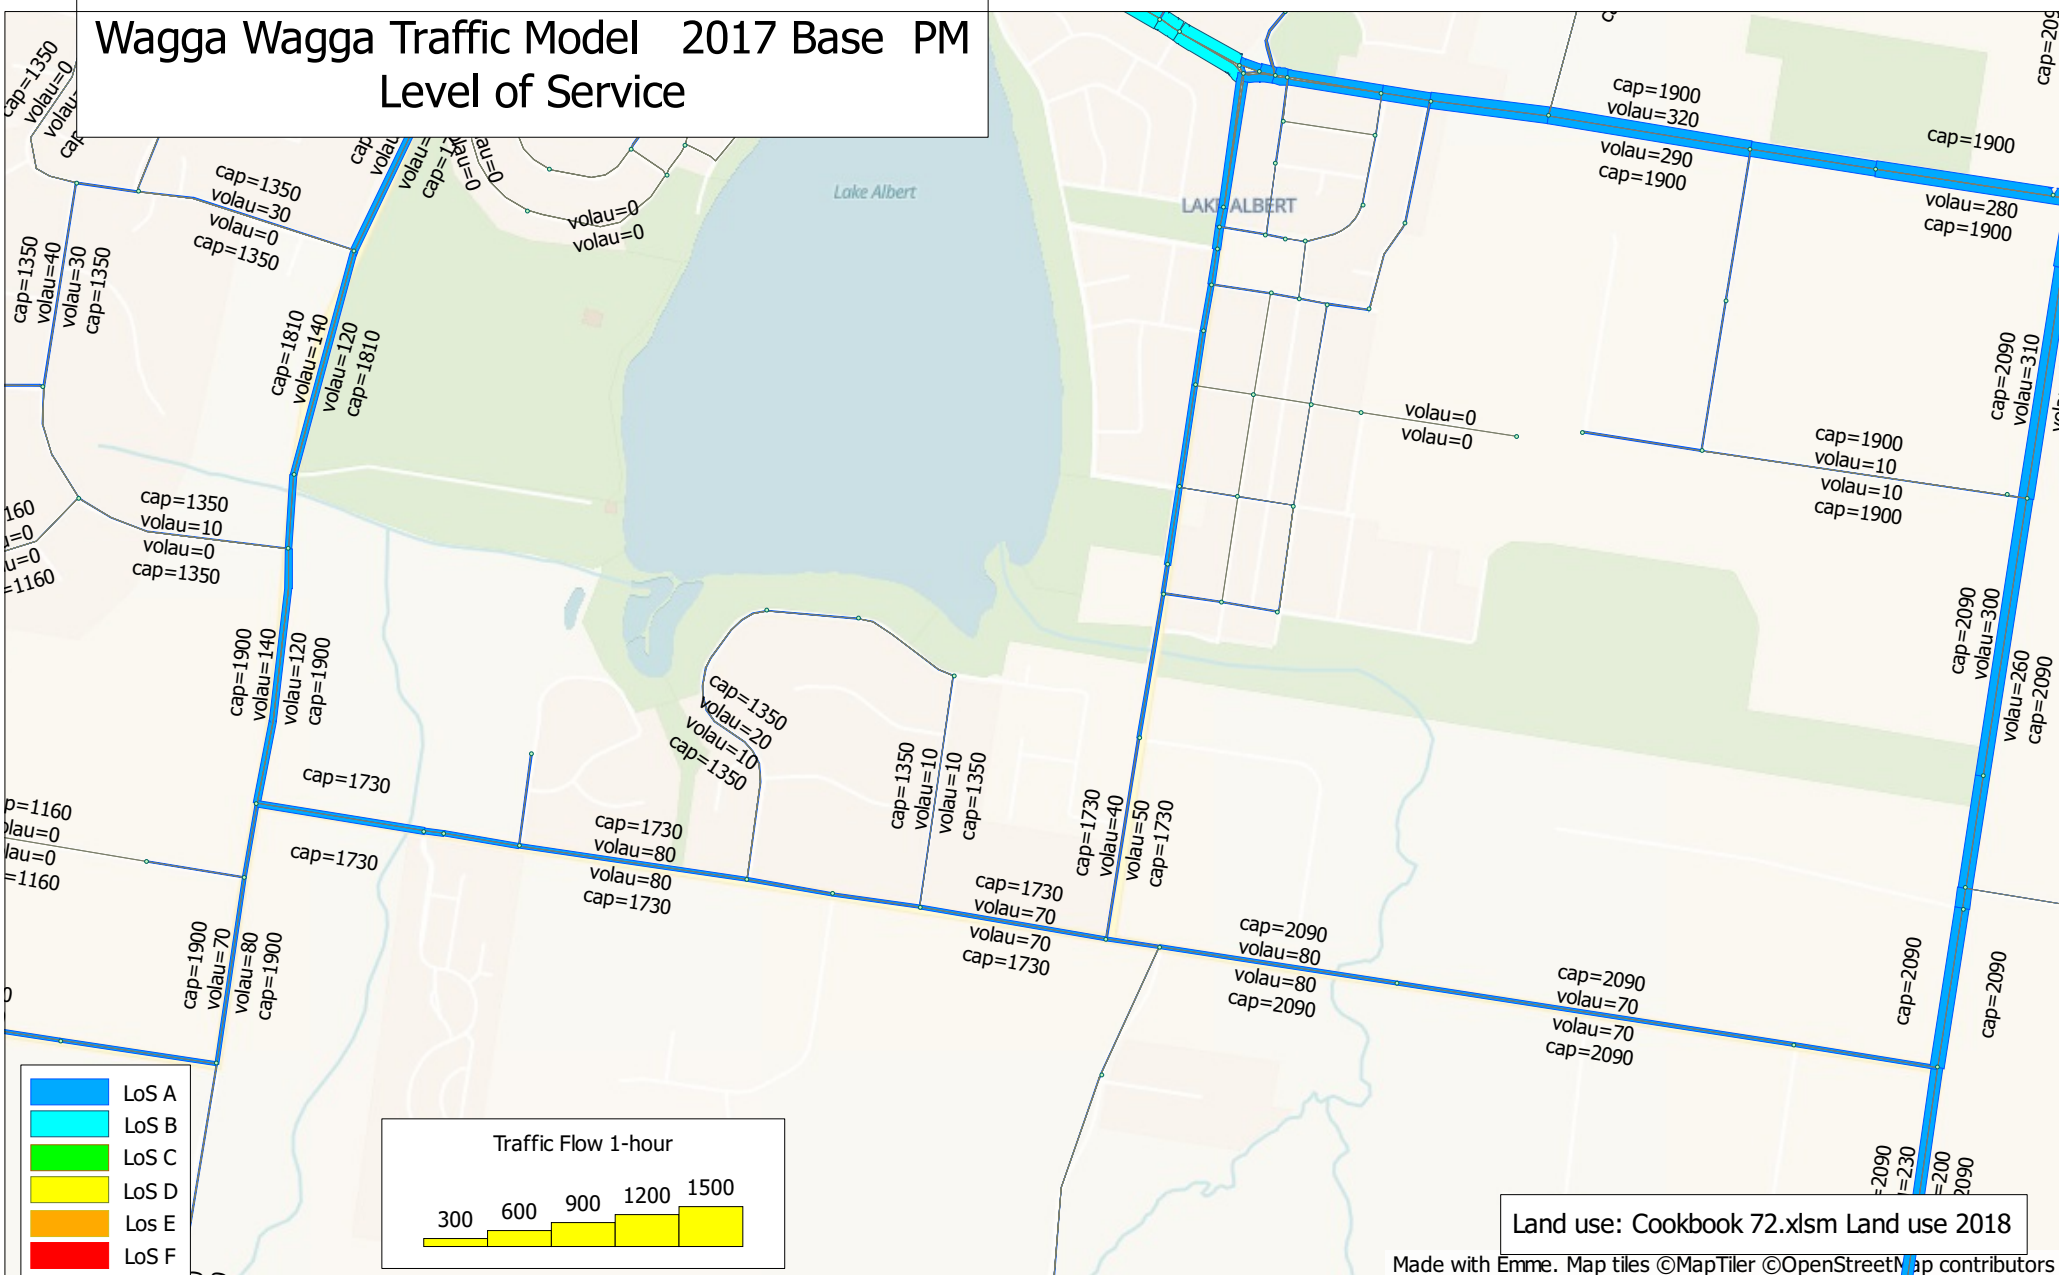 Wagga Wagga Traffic Model 2017 Base PM
Level of Service
cap=1350
volau=0
cap=1350
volau=30
volau=0
cap=1350
cap=1350
volau=40
volau=30
cap=1350
cap=1810
volau=140
volau=120
cap=1810
volau=0
volau=0
Lake Albert
LAKE ALBERT
cap=1900
volau=320
volau=290
cap=1900
cap=1900
volau=280
cap=1900
cap=2090
volau=310
volau=0
volau=0
cap=1900
volau=10
volau=10
cap=1900
cap=1350
volau=10
volau=0
cap=1350
cap=1900
volau=140
volau=120
cap=1900
cap=2090
volau=300
volau=260
cap=2090
cap=1350
volau=20
volau=10
cap=1350
cap=1350
volau=10
volau=10
cap=1350
cap=1730
volau=40
volau=50
cap=1730
cap=1730
cap=1730
cap=1730
volau=80
volau=80
cap=1730
cap=1730
volau=70
volau=70
cap=1730
cap=1900
volau=70
volau=80
cap=1900
cap=2090
volau=80
volau=80
cap=2090
cap=2090
volau=70
volau=70
cap=2090
cap=2090
cap=2090
LoS A
LoS B
LoS C
LoS D
Los E
LoS F
Traffic Flow 1-hour
300 600 900 1200 1500
Land use: Cookbook 72.xlsm Land use 2018
Made with Emme. Map tiles ©MapTiler ©OpenStreetMap contributors